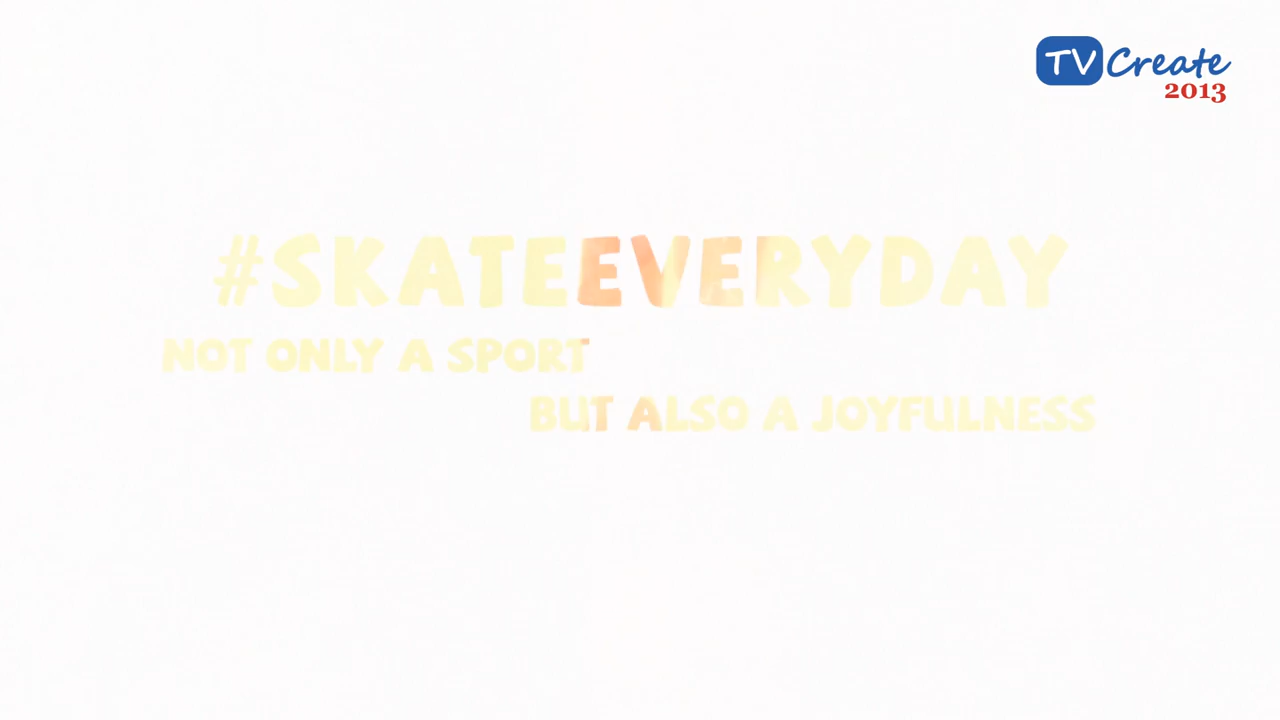 TV Create
2013
#SKATEEVERYDAY
NOT ONLY A SPORT
BUT ALSO A JOYFULNESS